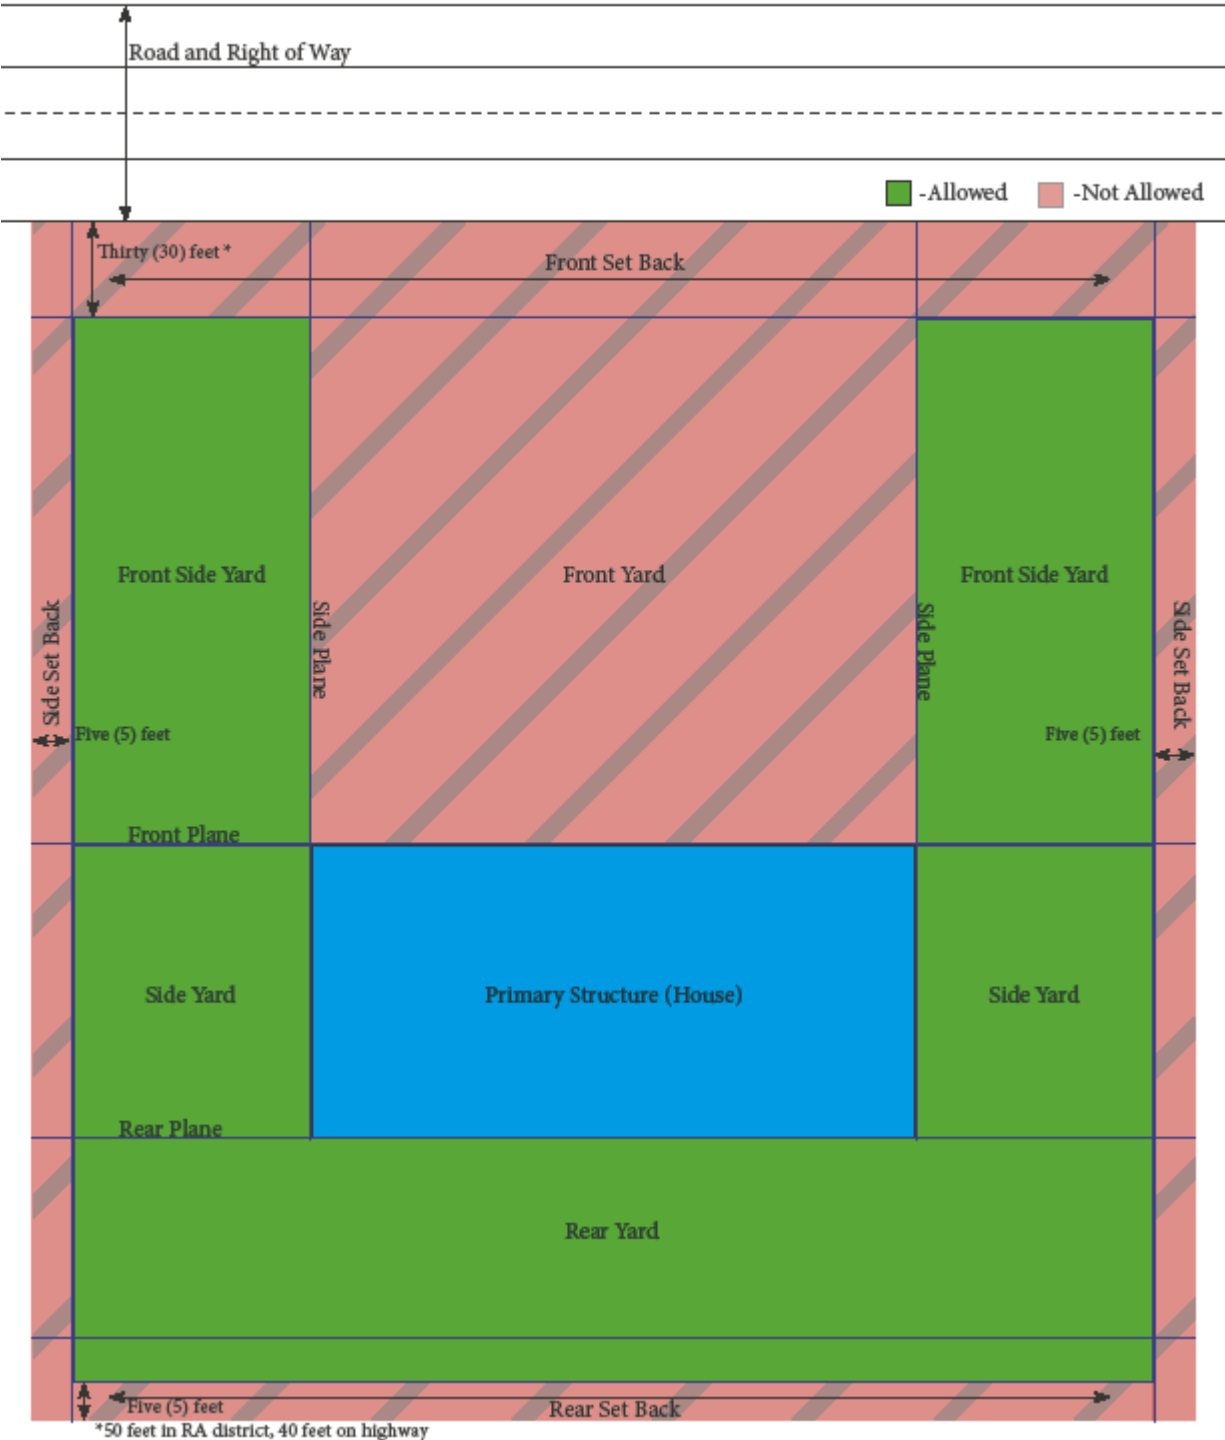 Road and Right of Way
-Allowed
-Not Allowed
Thirty (30) feet *
Front Set Back
Front Side Yard
Front Yard
Front Side Yard
Side Set Back
Side Plane
Side Plane
Side Set Back
Five (5) feet
Five (5) feet
Front Plane
Side Yard
Primary Structure (House)
Side Yard
Rear Plane
Rear Yard
Five (5) feet
Rear Set Back
*50 feet in RA district, 40 feet on highway